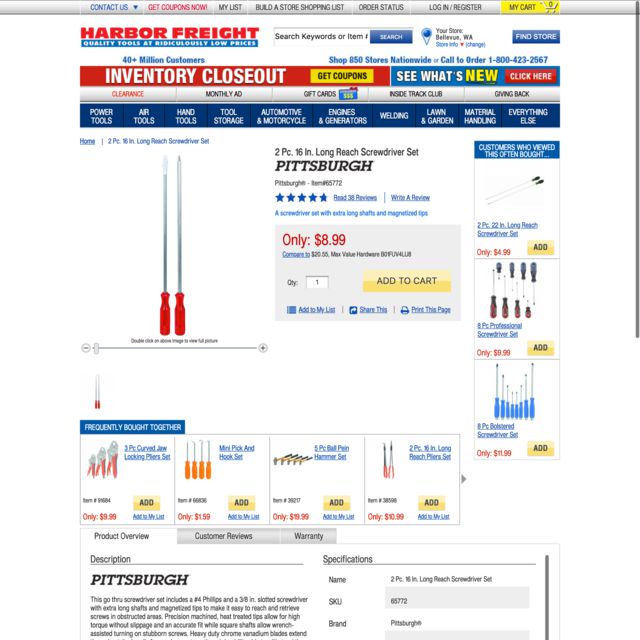 CONTACT US ▼ GET COUPONS NOW! MY LIST BUILD A STORE SHOPPING LIST ORDER STATUS LOG IN / REGISTER MY CART 0
HARBOR FREIGHT
QUALITY TOOLS AT RIDICULOUSLY LOW PRICES
Search Keywords or Item # SEARCH
Your Store:
Bellevue, WA
Store Info ▼ (change)
FIND STORE
40+ Million Customers Shop 850 Stores Nationwide or Call to Order 1-800-423-2567
INVENTORY CLOSEOUT GET COUPONS SEE WHAT'S NEW CLICK HERE
CLEARANCE MONTHLY AD GIFT CARDS INSIDE TRACK CLUB GIVING BACK
POWER TOOLS AIR TOOLS HAND TOOLS TOOL STORAGE AUTOMOTIVE & MOTORCYCLE ENGINES & GENERATORS WELDING LAWN & GARDEN MATERIAL HANDLING EVERYTHING ELSE
Home | 2 Pc. 16 In. Long Reach Screwdriver Set
2 Pc. 16 In. Long Reach Screwdriver Set
PITTSBURGH
Pittsburgh® - Item#65772
Read 38 Reviews | Write A Review
A screwdriver set with extra long shafts and magnetized tips
Only: $8.99
Compare to $20.55, Max Value Hardware B01FUV4LU8
Qty: 1 ADD TO CART
Add to My List | Share This | Print This Page
Double click on above image to view full picture
CUSTOMERS WHO VIEWED
THIS OFTEN BOUGHT...
2 Pc. 22 In. Long Reach
Screwdriver Set
Only: $4.99 ADD
8 Pc Professional
Screwdriver Set
Only: $9.99 ADD
8 Pc Bolstered
Screwdriver Set
Only: $11.99 ADD
FREQUENTLY BOUGHT TOGETHER
3 Pc Curved Jaw
Locking Pliers Set
Item # 91684 ADD
Only: $9.99 Add to My List
Mini Pick And
Hook Set
Item # 66836 ADD
Only: $1.59 Add to My List
5 Pc Ball Pein
Hammer Set
Item # 39217 ADD
Only: $19.99 Add to My List
2 Pc. 16 In. Long
Reach Pliers Set
Item # 38598 ADD
Only: $10.99 Add to My List
Product Overview Customer Reviews Warranty
Description
PITTSBURGH
This go thru screwdriver set includes a #4 Phillips and a 3/8 in. slotted screwdriver
with extra long shafts and magnetized tips to make it easy to reach and retrieve
screws in obstructed areas. Precision machined, heat treated tips allow for high
torque without slippage and an accurate fit while square shafts allow wrench-
assisted turning on stubborn screws. Heavy duty chrome vanadium blades extend
Specifications
Name 2 Pc. 16 In. Long Reach Screwdriver Set
SKU 65772
Brand Pittsburgh®